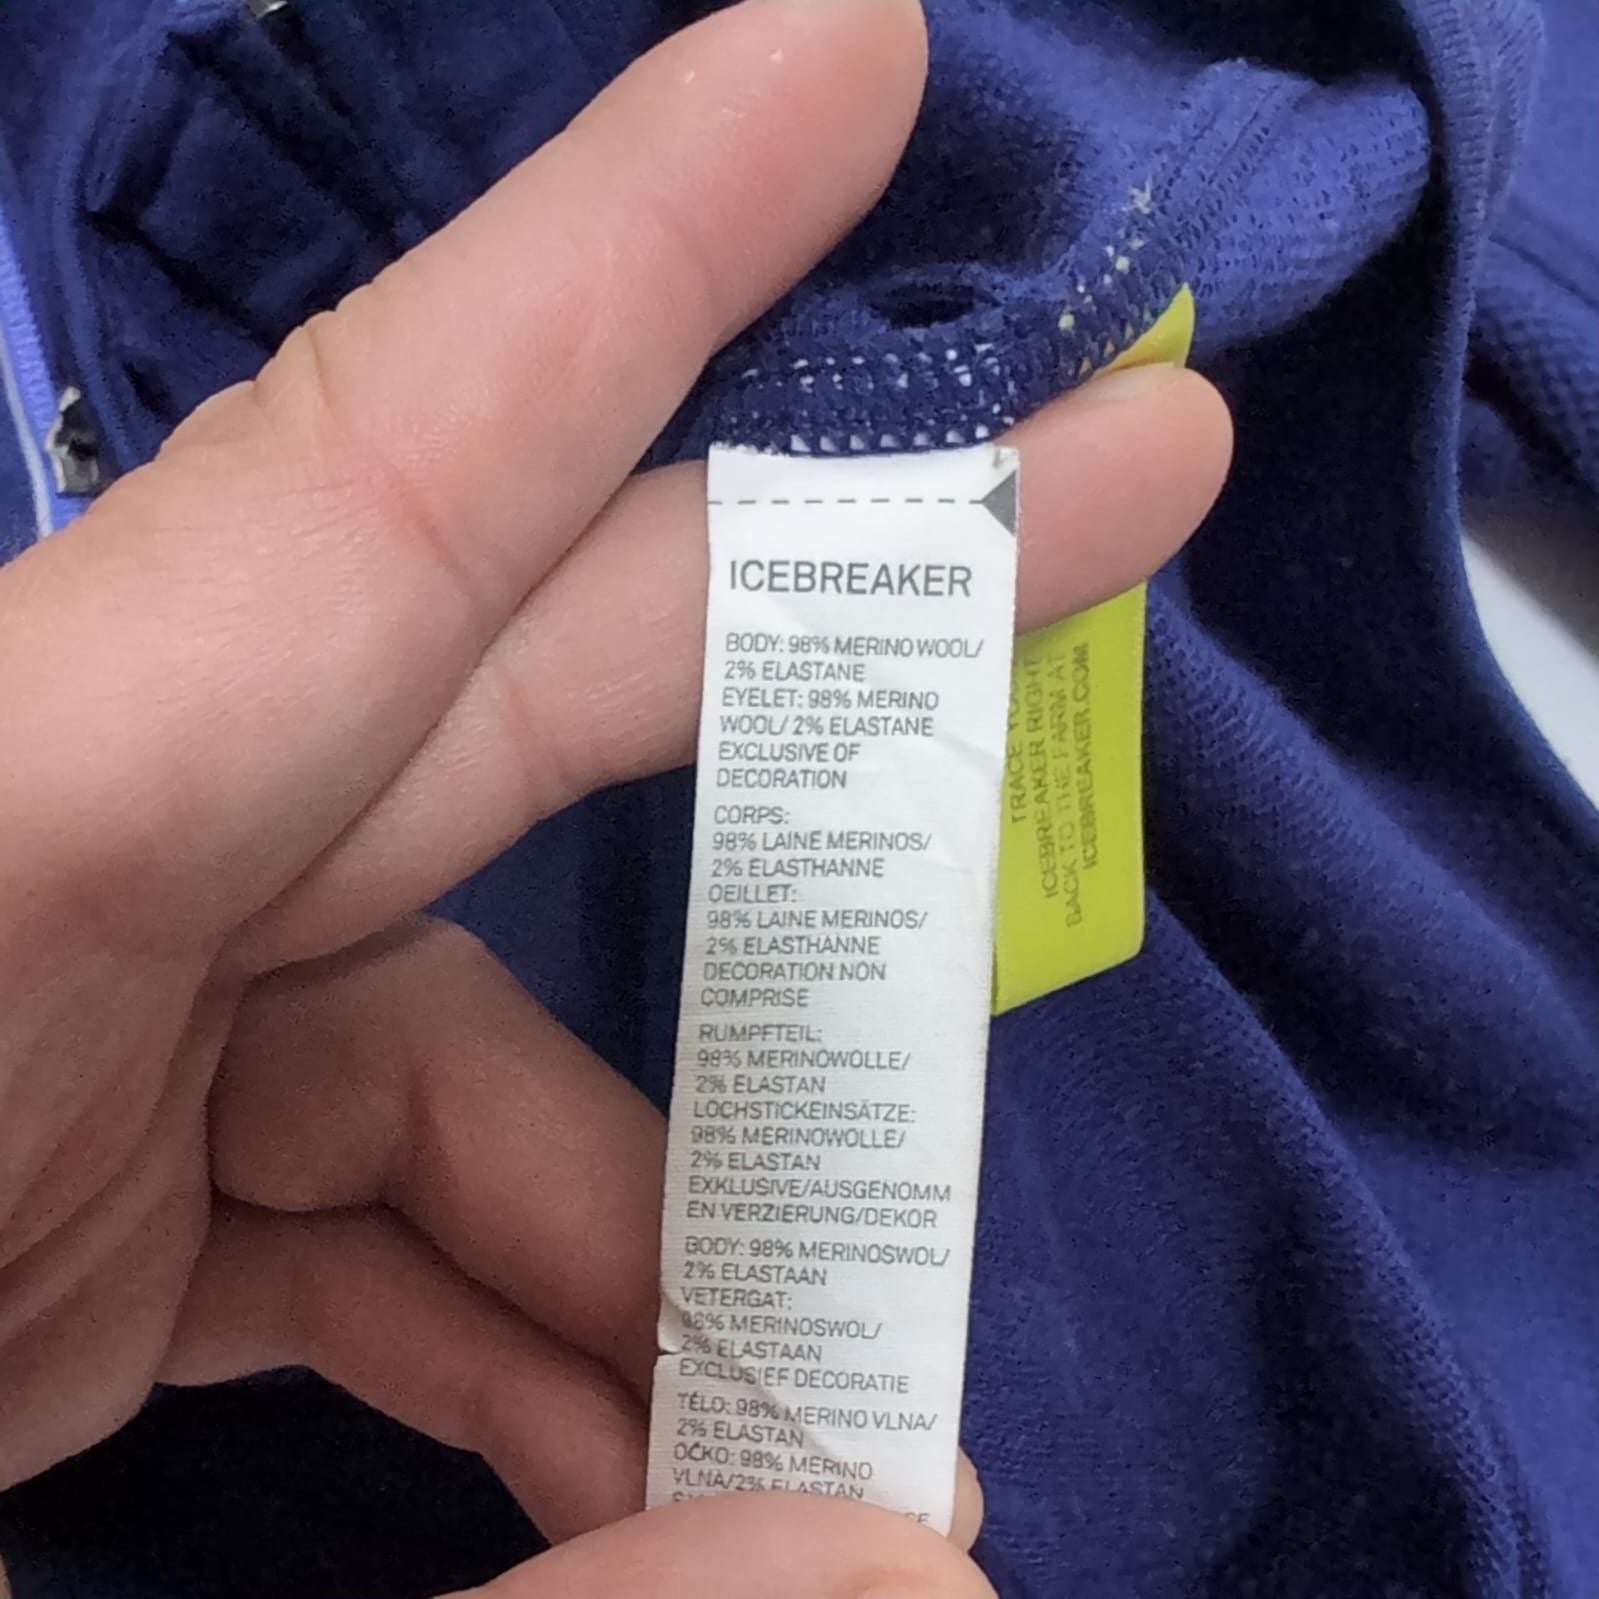 ICEBREAKER
BODY: 98% MERINO WOOL/
2% ELASTANE
EYELET: 98% MERINO
WOOL/ 2% ELASTANE
EXCLUSIVE OF
DECORATION
CORPS:
98% LAINE MERINOS/
2% ELASTHANNE
OEILLET:
98% LAINE MERINOS/
2% ELASTHANNE
DECORATION NON
COMPRISE
RUMPFTEIL:
98% MERINOWOLLE/
2% ELASTAN
LOCHSTICKEINSÄTZE:
98% MERINOWOLLE/
2% ELASTAN
EXKLUSIVE/AUSGENOMM
EN VERZIERUNG/DEKOR
BODY: 98% MERINOSWOL/
2% ELASTAAN
VETERGAT:
98% MERINOSWOL/
2% ELASTAAN
EXCLUSIEF DECORATIE
TĚLO: 98% MERINO VLNA/
2% ELASTAN
OČKO: 98% MERINO
VLNA/2% ELASTAN
TRACE
ICEBREAKER RIGHT
BACK TO THE FARM AT
ICEBREAKER.COM